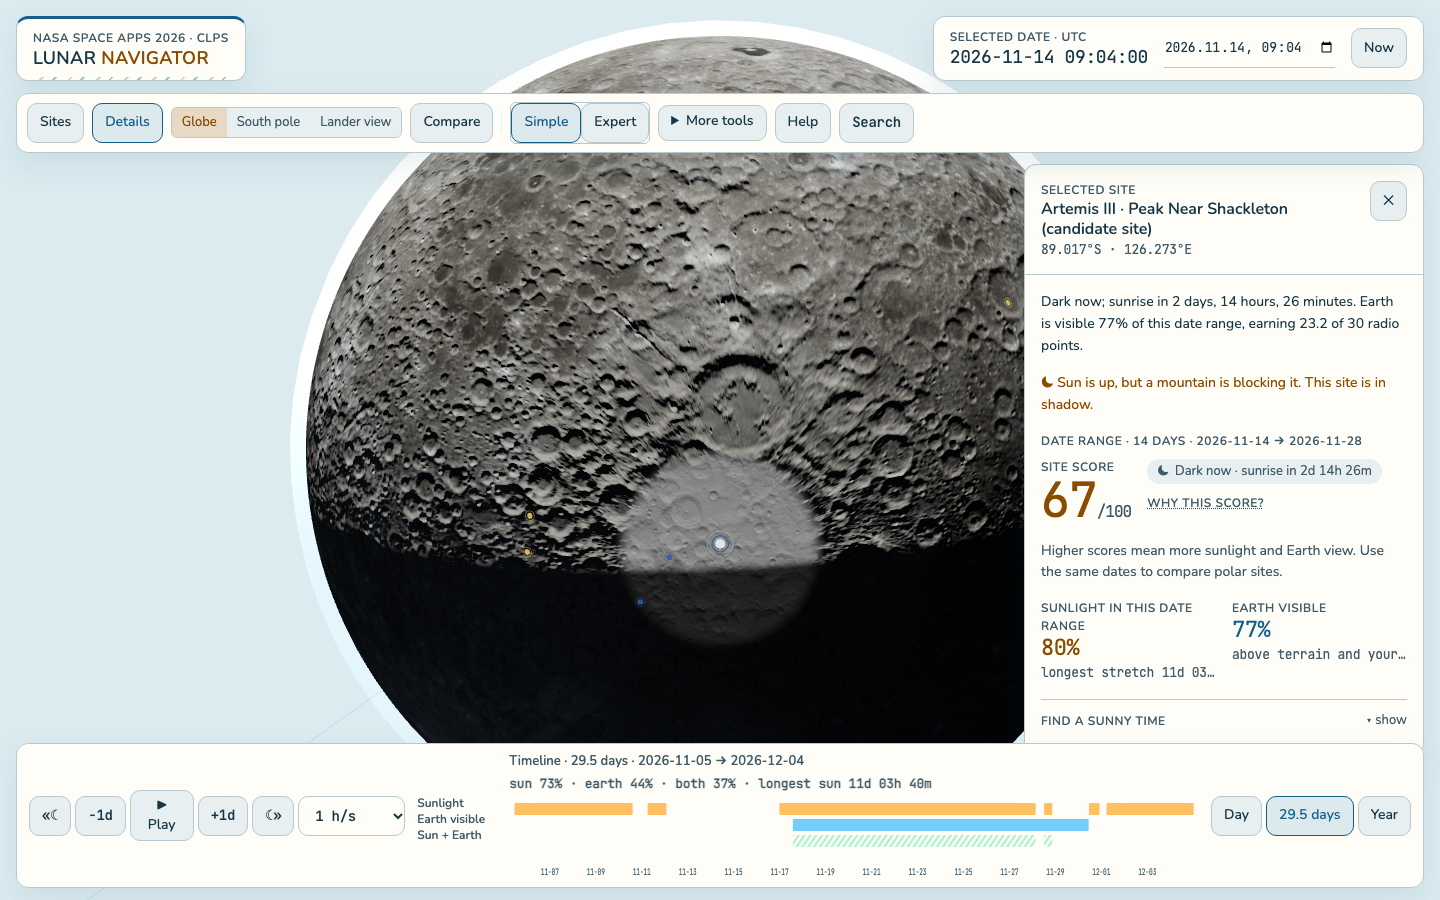 NASA SPACE APPS 2026 · CLPS
LUNAR NAVIGATOR
SELECTED DATE · UTC
2026-11-14 09:04:00
2026.11.14, 09:04
Now
Sites
Details
Globe
South pole
Lander view
Compare
Simple
Expert
▶ More tools
Help
Search
SELECTED SITE
Artemis III · Peak Near Shackleton
(candidate site)
89.017°S · 126.273°E
×
Dark now; sunrise in 2 days, 14 hours, 26 minutes. Earth
is visible 77% of this date range, earning 23.2 of 30 radio
points.
Sun is up, but a mountain is blocking it. This site is in
shadow.
DATE RANGE · 14 DAYS · 2026-11-14 → 2026-11-28
SITE SCORE
67/100
Dark now · sunrise in 2d 14h 26m
WHY THIS SCORE?
Higher scores mean more sunlight and Earth view. Use
the same dates to compare polar sites.
SUNLIGHT IN THIS DATE
RANGE
80%
longest stretch 11d 03…
EARTH VISIBLE
77%
above terrain and your…
FIND A SUNNY TIME
▾ show
«☾
-1d
▶
Play
+1d
☾»
1 h/s
Timeline · 29.5 days · 2026-11-05 → 2026-12-04
sun 73% · earth 44% · both 37% · longest sun 11d 03h 40m
Sunlight
Earth visible
Sun + Earth
11-07
11-09
11-11
11-13
11-15
11-17
11-19
11-21
11-23
11-25
11-27
11-29
12-01
12-03
Day
29.5 days
Year